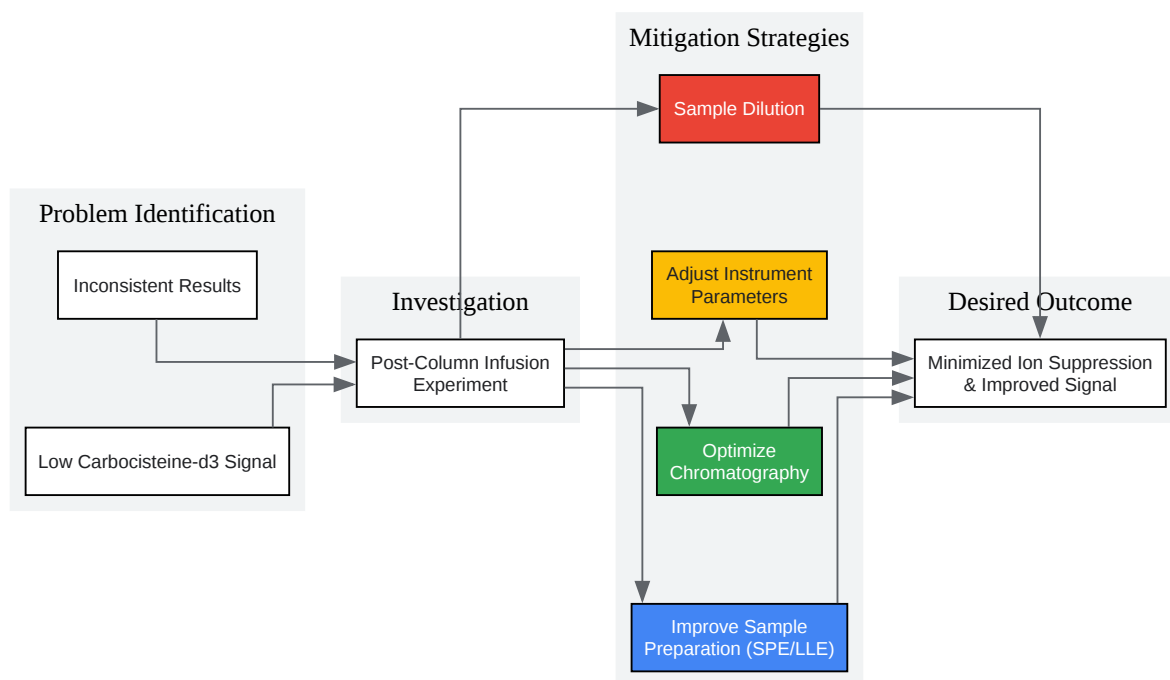 Problem Identification
Inconsistent Results
Low Carbocisteine-d3 Signal
Investigation
Post-Column Infusion
Experiment
Mitigation Strategies
Sample Dilution
Adjust Instrument
Parameters
Optimize
Chromatography
Improve Sample
Preparation (SPE/LLE)
Desired Outcome
Minimized Ion Suppression
& Improved Signal